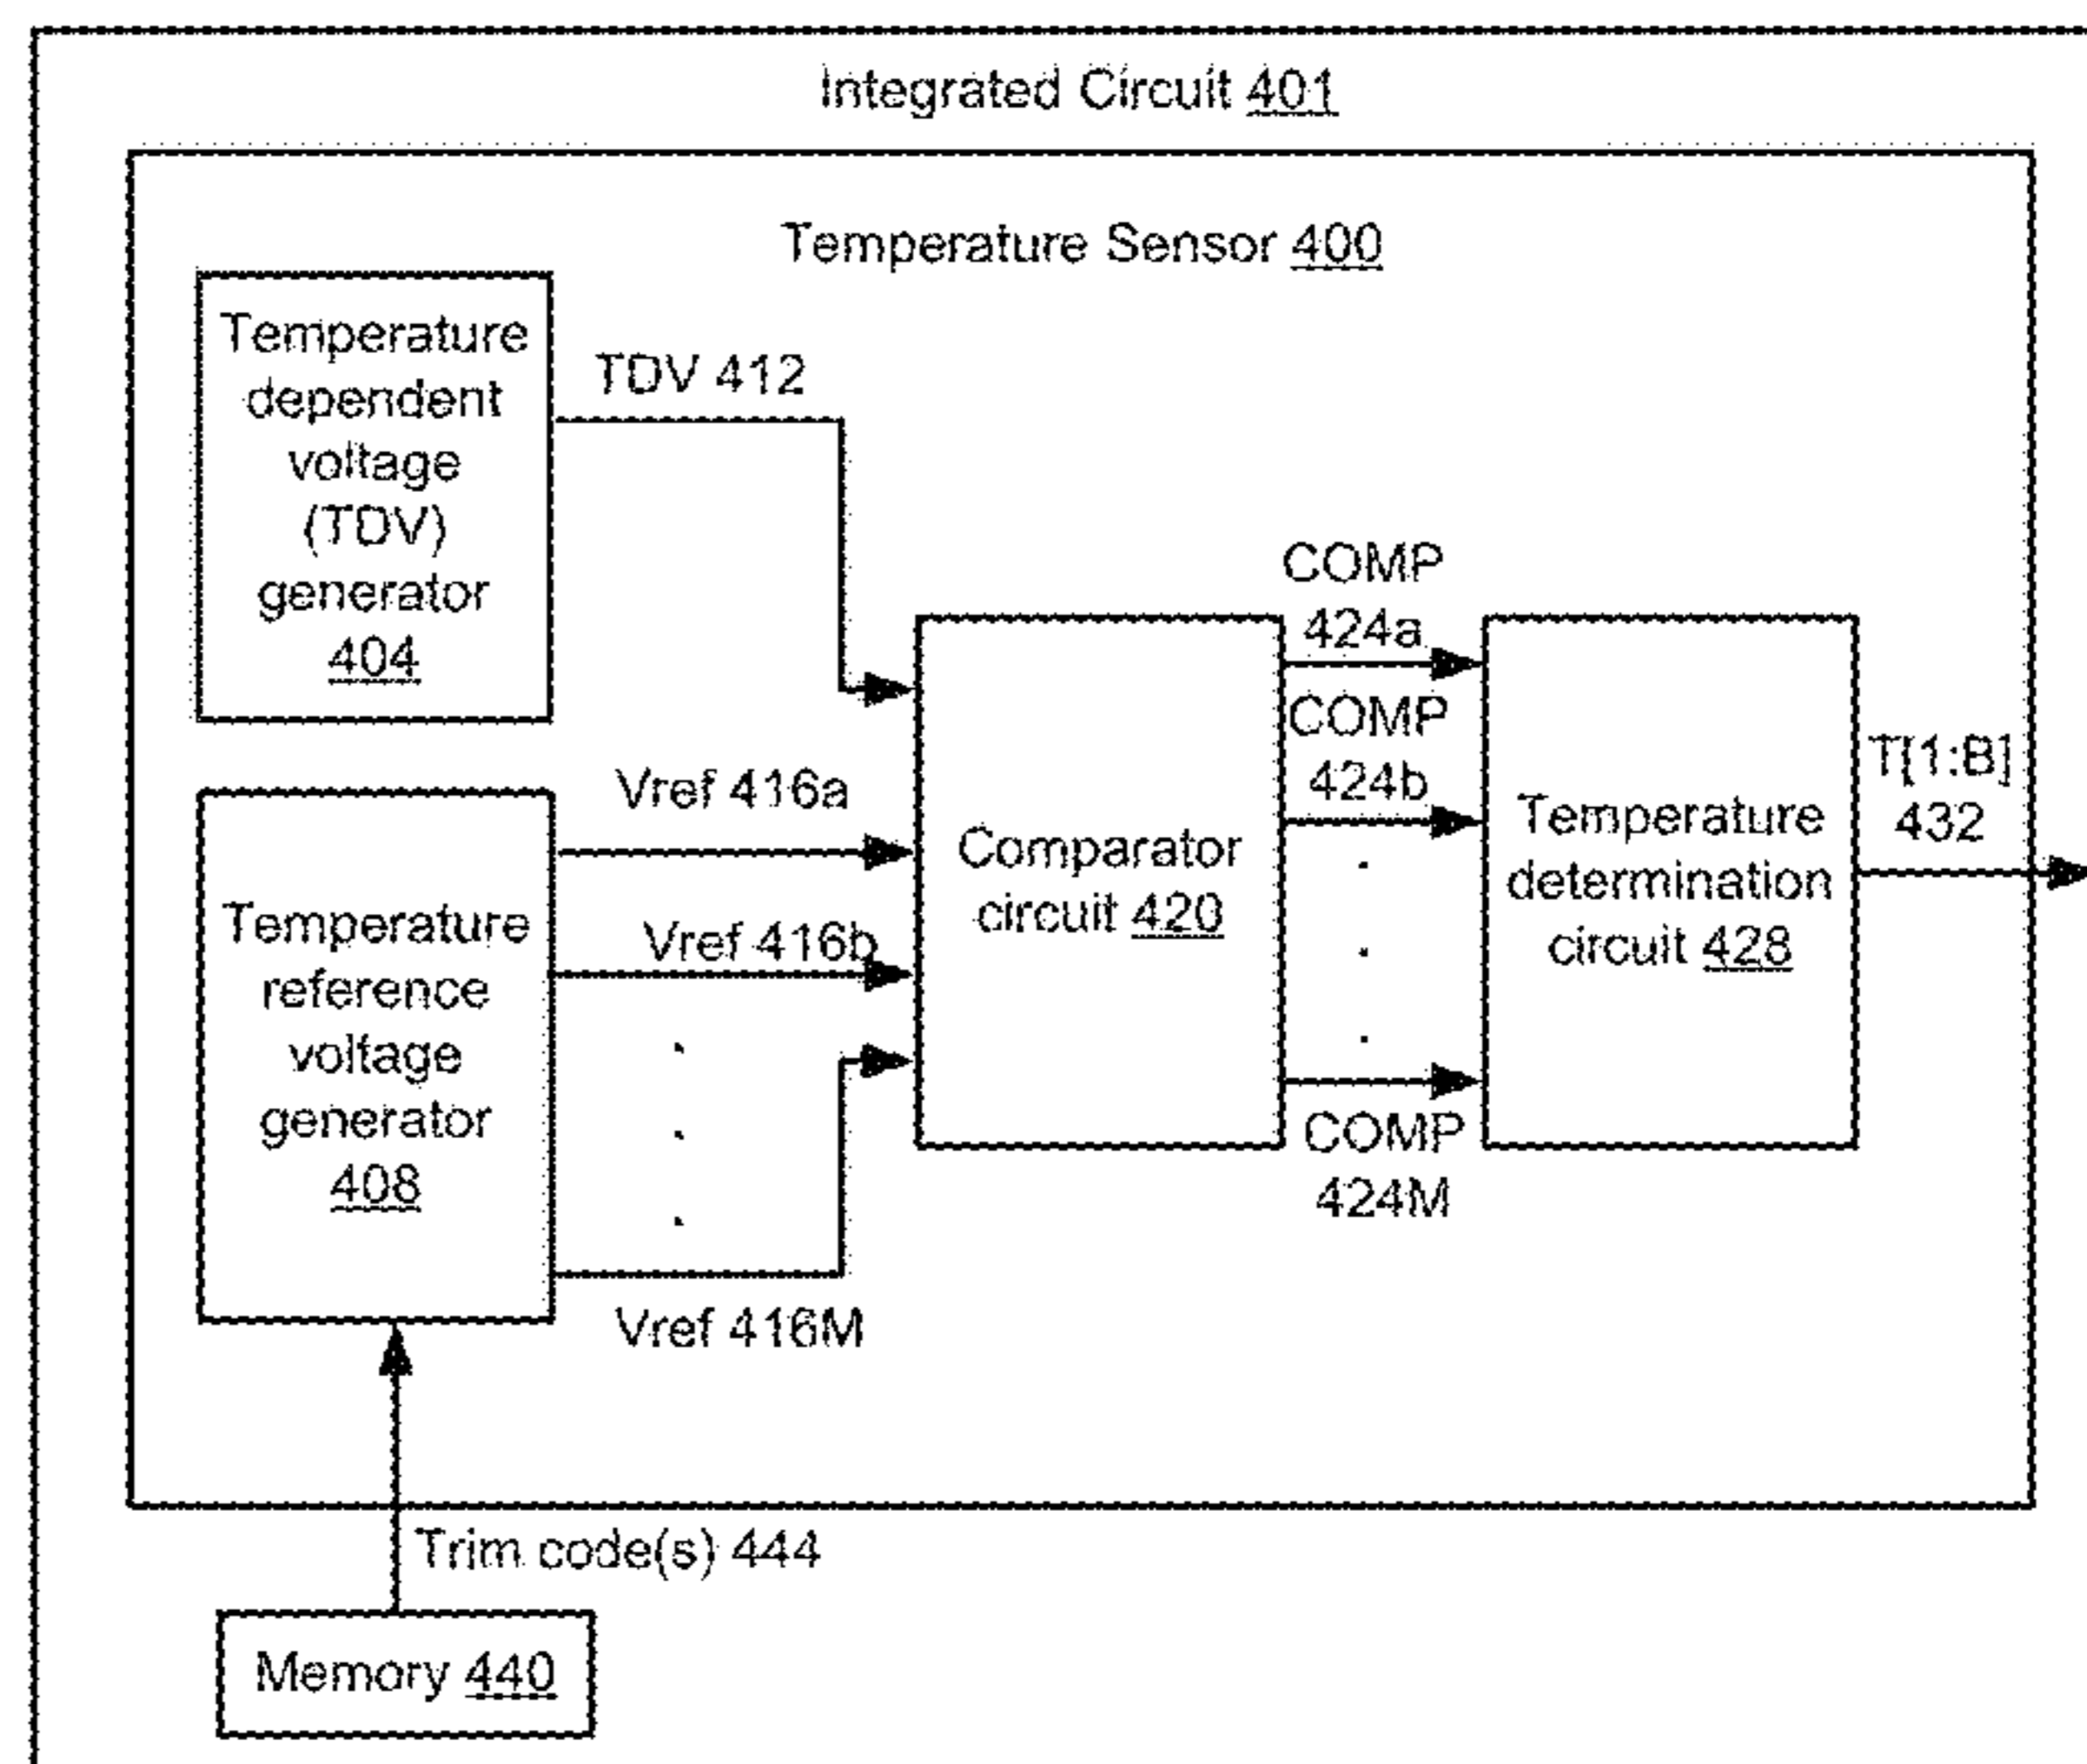 Integrated Circuit 401
Temperature Sensor 400
Temperature
dependent
voltage
(TDV)
generator
404
TDV 412
Temperature
reference
voltage
generator
408
Vref 416a
Vref 416b
Vref 416M
Comparator
circuit 420
COMP
424a
COMP
424b
COMP
424M
Temperature
determination
circuit 428
T[1:B]
432
Trim code(s) 444
Memory 440